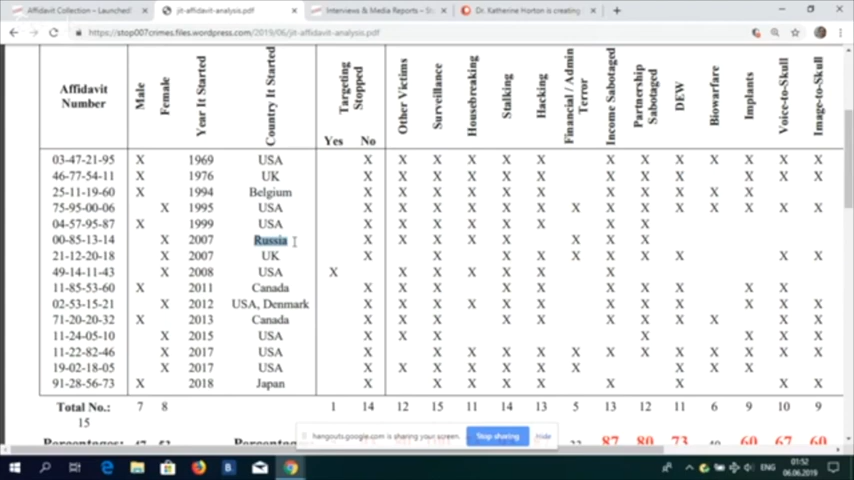 Affidavit Collection – Launched
jit-affidavit-analysis.pdf
Interviews & Media Reports – St
Dr. Katherine Horton is creating
https://stop007crimes.files.wordpress.com/2019/06/jit-affidavit-analysis.pdf
Affidavit Number Male Female Year It Started Country It Started Targeting Stopped Yes No Other Victims Surveillance Housebreaking Stalking Hacking Financial / Admin Terror Income Sabotaged Partnership Sabotaged DEW Biowarfare Implants Voice-to-Skull Image-to-Skull
03-47-21-95 X 1969 USA X X X X X X X X X X X X X
46-77-54-11 X 1976 UK X X X X X X X X X X X X
25-11-19-60 X 1994 Belgium X X X X X X X X X X X
75-95-00-06 X 1995 USA X X X X X X X X X X X X X X
04-57-95-87 X 1999 USA X X X X X X X X X
00-85-13-14 X 2007 Russia X X X X X X X X
21-12-20-18 X 2007 UK X X X X X X X X X X
49-14-11-43 X 2008 USA X X X X X X X
11-85-53-60 X 2011 Canada X X X X X X X X X
02-53-15-21 X 2012 USA, Denmark X X X X X X X X X X X
71-20-20-32 X 2013 Canada X X X X X X X X X X X X
11-24-05-10 X 2015 USA X X X X X X X
11-22-82-46 X 2017 USA X X X X X X X X X X X X X
19-02-18-05 X 2017 USA X X X X X X X X X
91-28-56-73 X 2018 Japan X X X X X X X X X
Total No.: 7 8 1 14 12 15 11 14 13 5 13 12 11 6 9 10 9
15
hangouts.google.com is sharing your screen. Stop sharing Hide
Percentages: 87 80 73 60 67 60
ENG
01:52
06.06.2019